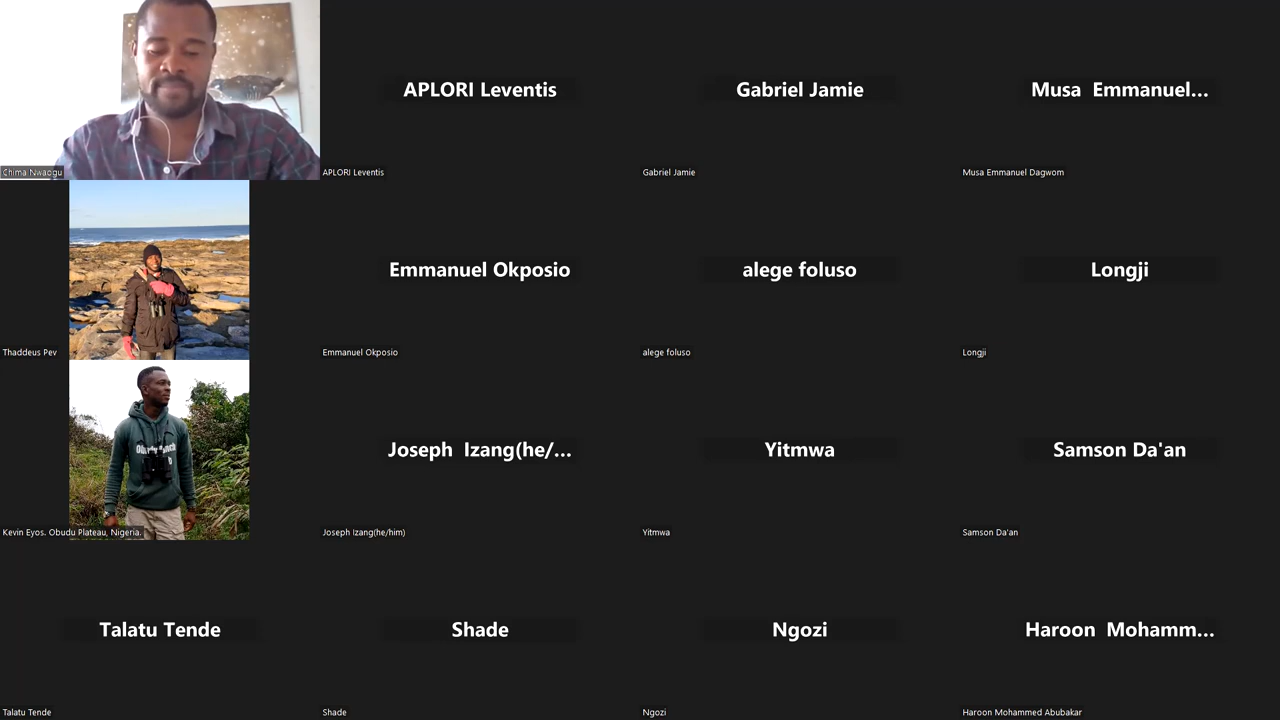 APLORI Leventis
Gabriel Jamie
Musa Emmanuel...
Chima Nwaogu
APLORI Leventis
Gabriel Jamie
Musa Emmanuel Dagwom
Emmanuel Okposio
alege foluso
Longji
Thaddeus Pev
Emmanuel Okposio
alege foluso
Longji
Joseph Izang(he/...
Yitmwa
Samson Da'an
Kevin Eyos. Obudu Plateau, Nigeria.
Joseph Izang(he/him)
Yitmwa
Samson Da'an
Talatu Tende
Shade
Ngozi
Haroon Mohamm...
Talatu Tende
Shade
Ngozi
Haroon Mohammed Abubakar